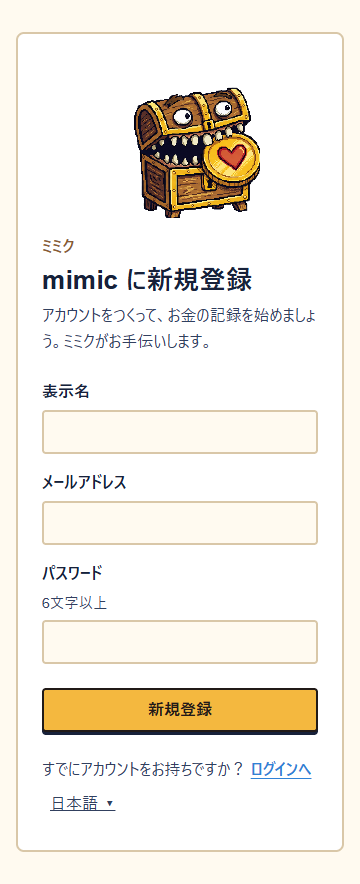 ミミク
mimic に新規登録
アカウントをつくって、お金の記録を始めましょ
う。ミミクがお手伝いします。
表示名
メールアドレス
パスワード
6文字以上
新規登録
すでにアカウントをお持ちですか？ ログインへ
日本語 ▼